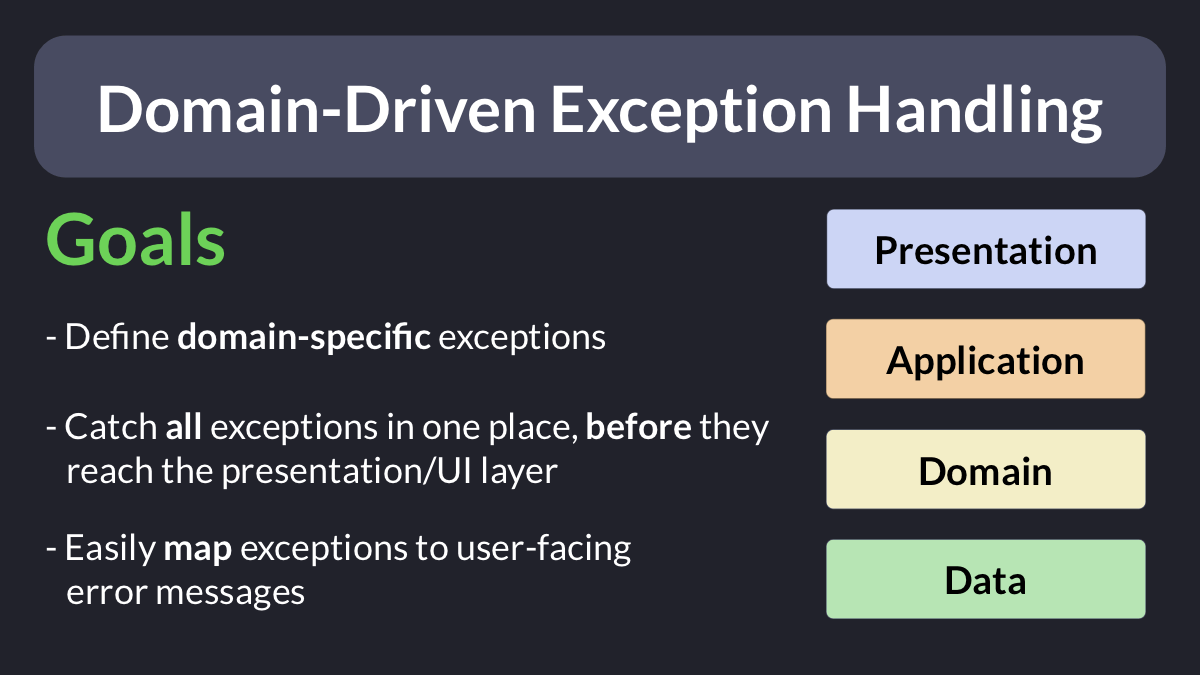 Domain-Driven Exception Handling
Goals
- Define domain-specific exceptions
- Catch all exceptions in one place, before they
reach the presentation/UI layer
- Easily map exceptions to user-facing
error messages
Presentation
Application
Domain
Data